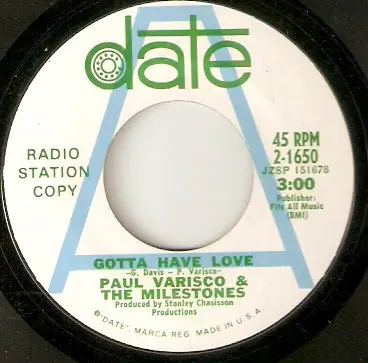 date
A
RADIO
STATION
COPY
45 RPM
2-1650
JZSP 151678
3:00
Publisher:
Fits All Music
(BMI)
GOTTA HAVE LOVE
-G. Davis - P. Varisco-
PAUL VARISCO &
THE MILESTONES
Produced by Stanley Chasisson
Productions
"DATE", MARCA REG. MADE IN U.S.A.